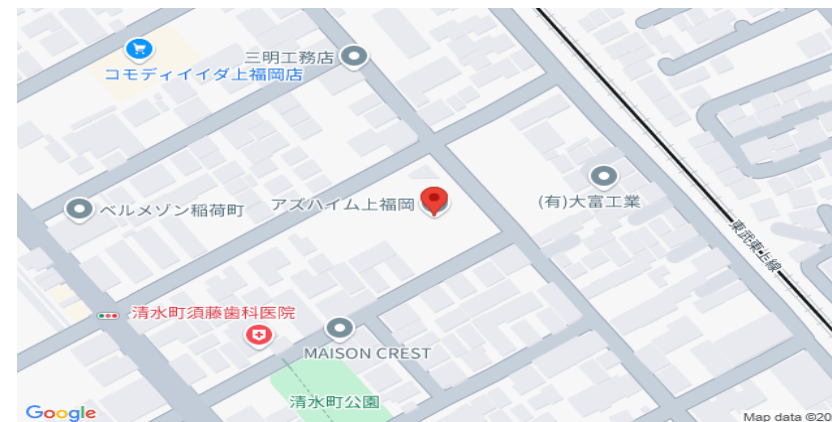 三明工務店
コモディイイダ上福岡店
アズハイム上福岡
(有)大富工業
ベルメゾン稲荷町
東武東上線
清水町須藤歯科医院
MAISON CREST
清水町公園
Google
Map data ©20